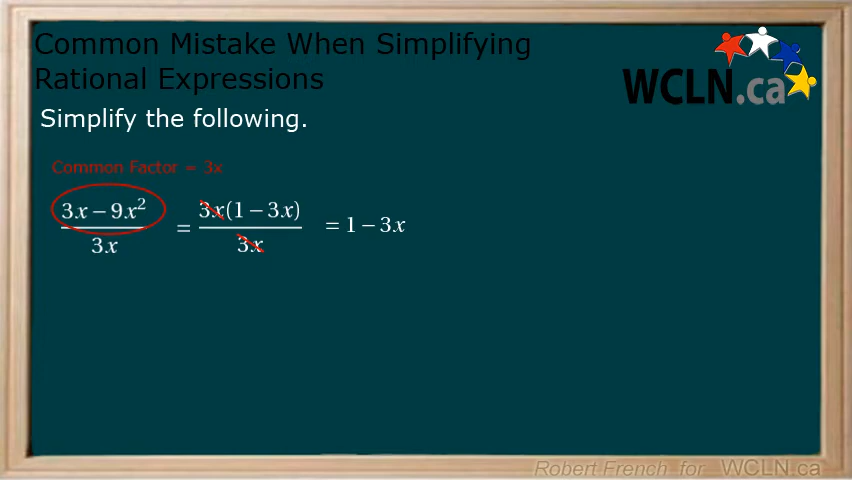 Common Mistake When Simplifying
Rational Expressions
WCLN.ca
Simplify the following.
Common Factor = 3x
(3x − 9x²)/(3x) = (3x(1 − 3x))/(3x) = 1 − 3x
Robert French for WCLN.ca